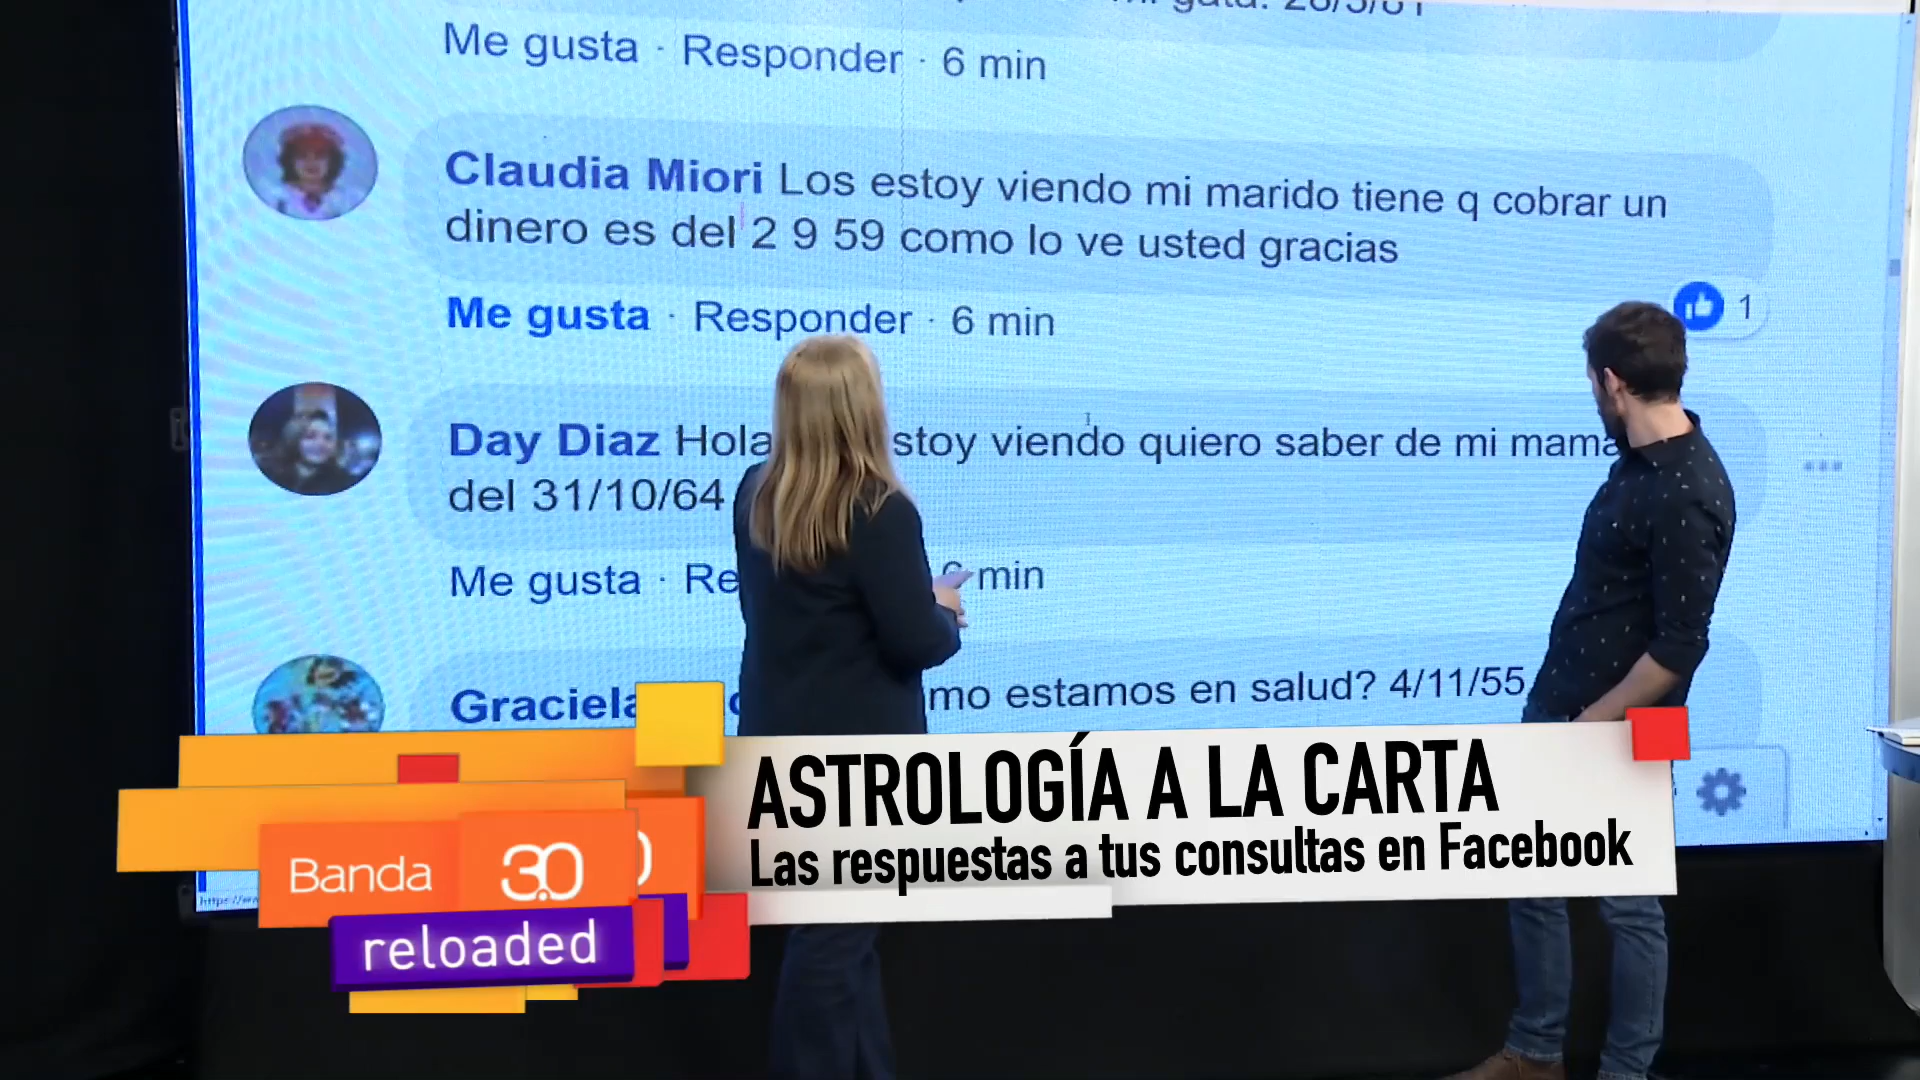 Me gusta · Responder · 6 min
Claudia Miori Los estoy viendo mi marido tiene q cobrar un
dinero es del 2 9 59 como lo ve usted gracias
Me gusta · Responder · 6 min
1
Day Diaz Hola stoy viendo quiero saber de mi mama
del 31/10/64
Me gusta · Re 6 min
Graciela mo estamos en salud? 4/11/55
ASTROLOGÍA A LA CARTA
Las respuestas a tus consultas en Facebook
Banda 3.0
reloaded